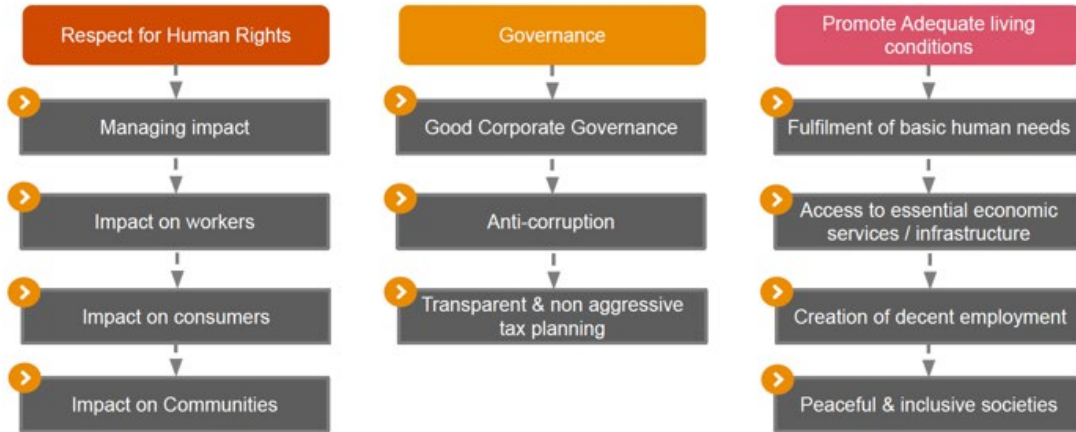 Respect for Human Rights
Managing impact
Impact on workers
Impact on consumers
Impact on Communities
Governance
Good Corporate Governance
Anti-corruption
Transparent & non aggressive
tax planning
Promote Adequate living
conditions
Fulfilment of basic human needs
Access to essential economic
services / infrastructure
Creation of decent employment
Peaceful & inclusive societies